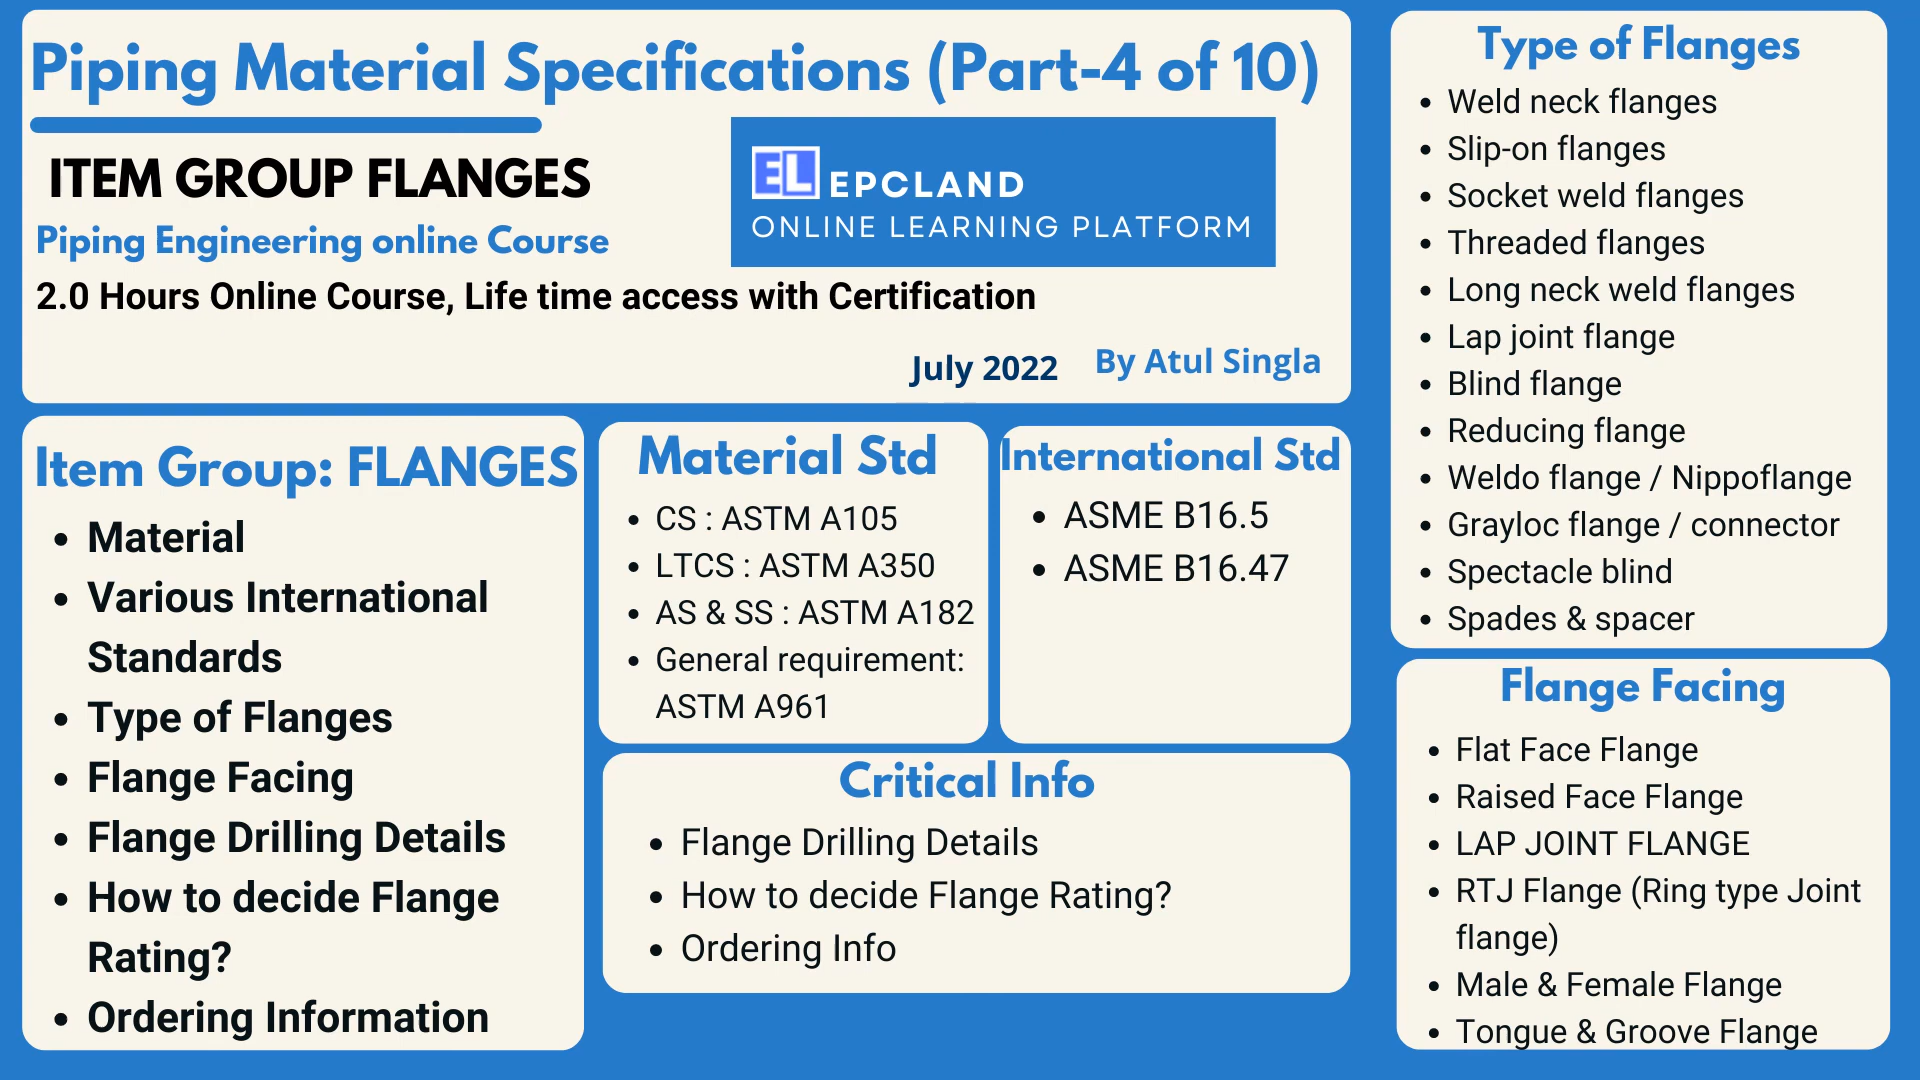 Piping Material Specifications (Part-4 of 10)
ITEM GROUP FLANGES
Piping Engineering online Course
EL EPCLAND
ONLINE LEARNING PLATFORM
2.0 Hours Online Course, Life time access with Certification
July 2022
By Atul Singla
Item Group: FLANGES
• Material
• Various International
Standards
• Type of Flanges
• Flange Facing
• Flange Drilling Details
• How to decide Flange
Rating?
• Ordering Information
Material Std
• CS : ASTM A105
• LTCS : ASTM A350
• AS & SS : ASTM A182
• General requirement:
ASTM A961
International Std
• ASME B16.5
• ASME B16.47
Critical Info
• Flange Drilling Details
• How to decide Flange Rating?
• Ordering Info
Type of Flanges
• Weld neck flanges
• Slip-on flanges
• Socket weld flanges
• Threaded flanges
• Long neck weld flanges
• Lap joint flange
• Blind flange
• Reducing flange
• Weldo flange / Nippoflange
• Grayloc flange / connector
• Spectacle blind
• Spades & spacer
Flange Facing
• Flat Face Flange
• Raised Face Flange
• LAP JOINT FLANGE
• RTJ Flange (Ring type Joint
flange)
• Male & Female Flange
• Tongue & Groove Flange